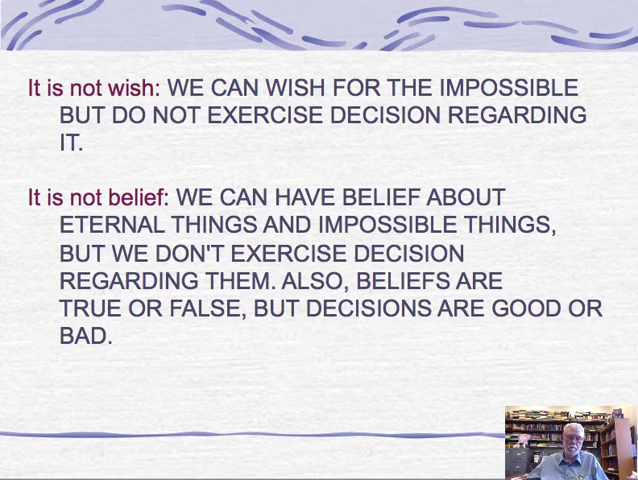 It is not wish: WE CAN WISH FOR THE IMPOSSIBLE
BUT DO NOT EXERCISE DECISION REGARDING
IT.
It is not belief: WE CAN HAVE BELIEF ABOUT
ETERNAL THINGS AND IMPOSSIBLE THINGS,
BUT WE DON'T EXERCISE DECISION
REGARDING THEM. ALSO, BELIEFS ARE
TRUE OR FALSE, BUT DECISIONS ARE GOOD OR
BAD.